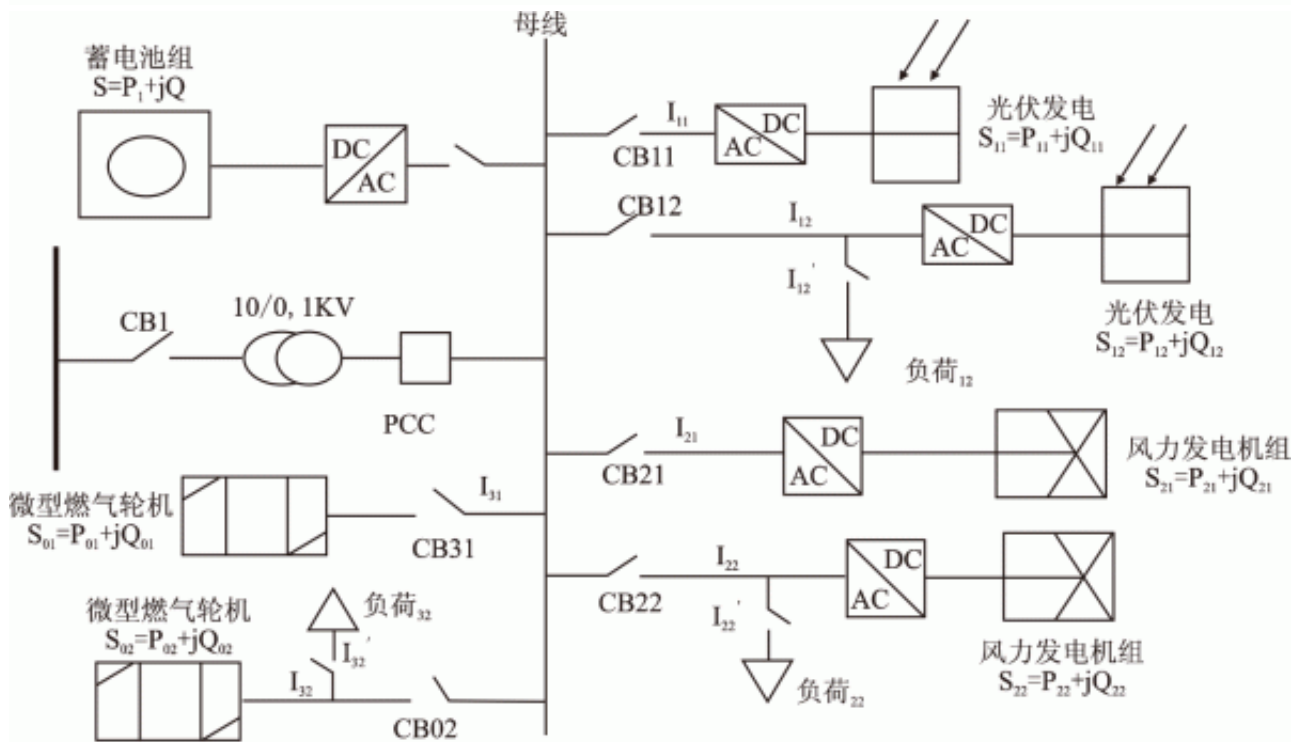 母线
蓄电池组
S=P₁+jQ
DC
AC
I₁₁
CB11
DC
AC
光伏发电
S₁₁=P₁₁+jQ₁₁
CB12
I₁₂
DC
AC
I₁₂'
负荷₁₂
光伏发电
S₁₂=P₁₂+jQ₁₂
CB1
10/0, 1KV
PCC
I₂₁
CB21
DC
AC
风力发电机组
S₂₁=P₂₁+jQ₂₁
微型燃气轮机
S₀₁=P₀₁+jQ₀₁
I₃₁
CB31
I₂₂
CB22
DC
AC
I₂₂'
负荷₂₂
风力发电机组
S₂₂=P₂₂+jQ₂₂
微型燃气轮机
S₀₂=P₀₂+jQ₀₂
负荷₃₂
I₃₂'
I₃₂
CB02